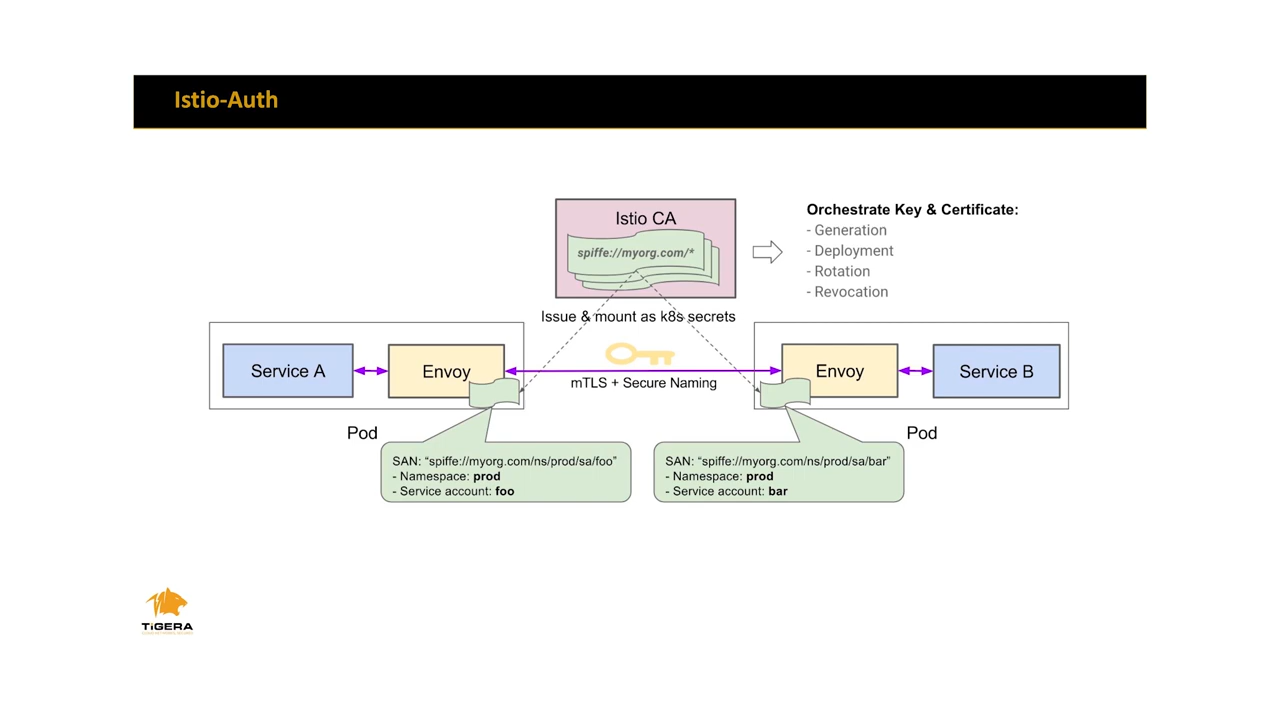 Istio-Auth
Istio CA
spiffe://myorg.com/*
Orchestrate Key & Certificate:
- Generation
- Deployment
- Rotation
- Revocation
Issue & mount as k8s secrets
Service A
Envoy
mTLS + Secure Naming
Envoy
Service B
Pod
Pod
SAN: “spiffe://myorg.com/ns/prod/sa/foo”
- Namespace: prod
- Service account: foo
SAN: “spiffe://myorg.com/ns/prod/sa/bar”
- Namespace: prod
- Service account: bar
TiGERA